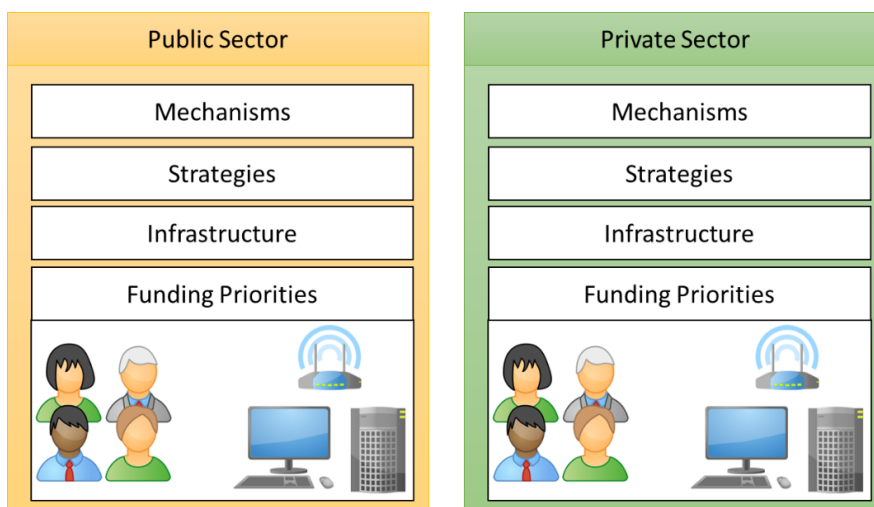 Public Sector
Mechanisms
Strategies
Infrastructure
Funding Priorities
Private Sector
Mechanisms
Strategies
Infrastructure
Funding Priorities